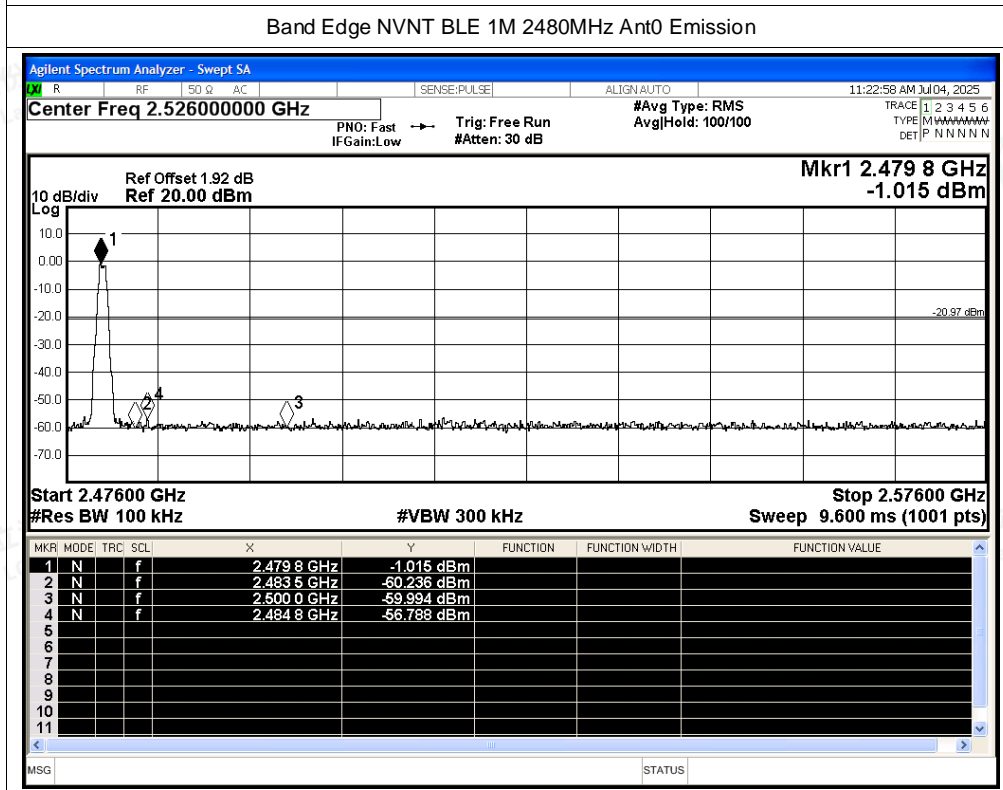 Band Edge NVNT BLE 1M 2480MHz Ant0 Emission
Agilent Spectrum Analyzer - Swept SA
LXI R RF 50 Ω AC SENSE:PULSE ALIGN AUTO 11:22:58 AM Jul 04, 2025
Center Freq 2.526000000 GHz #Avg Type: RMS TRACE 1 2 3 4 5 6
PNO: Fast Trig: Free Run Avg|Hold: 100/100 TYPE M WWWWW
IFGain:Low #Atten: 30 dB DET P N N N N N
Mkr1 2.479 8 GHz
Ref Offset 1.92 dB
10 dB/div Ref 20.00 dBm -1.015 dBm
Log
10.0
1
0.00
-10.0
-20.0
-20.97 dBm
-30.0
-40.0
-50.0
2 4 3
-60.0
-70.0
Start 2.47600 GHz Stop 2.57600 GHz
#Res BW 100 kHz #VBW 300 kHz Sweep 9.600 ms (1001 pts)
MKR MODE TRC SCL X Y FUNCTION FUNCTION WIDTH FUNCTION VALUE
1 N f 2.479 8 GHz -1.015 dBm
2 N f 2.483 5 GHz -60.236 dBm
3 N f 2.500 0 GHz -59.994 dBm
4 N f 2.484 8 GHz -56.788 dBm
5
6
7
8
9
10
11
MSG STATUS